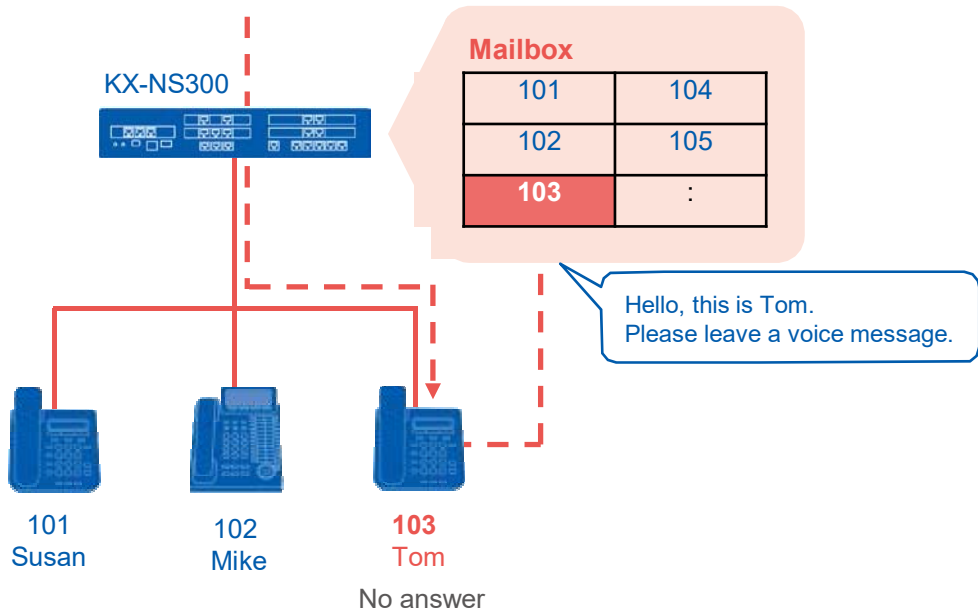 KX-NS300
Mailbox
101 104
102 105
103 :
Hello, this is Tom.
Please leave a voice message.
101
Susan
102
Mike
103
Tom
No answer